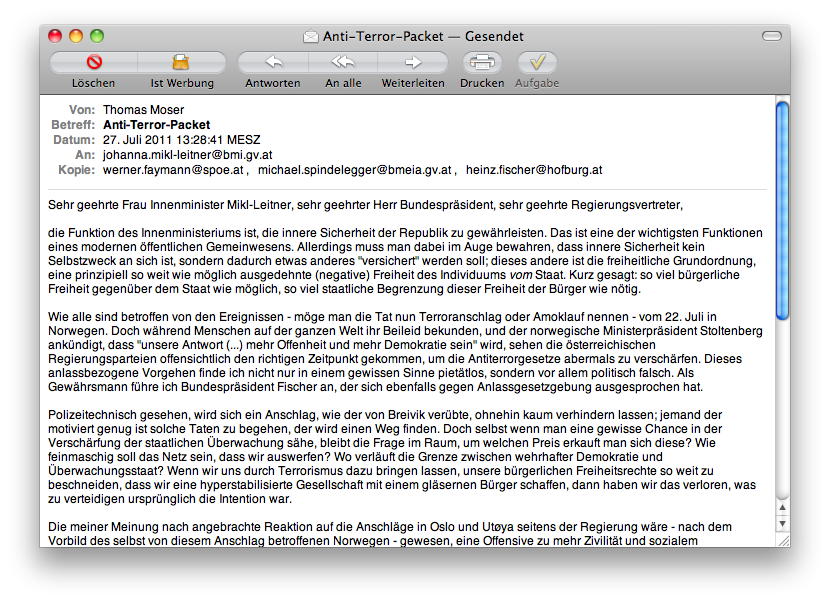 Anti-Terror-Packet — Gesendet
Löschen Ist Werbung Antworten An alle Weiterleiten Drucken Aufgabe
Von: Thomas Moser
Betreff: Anti-Terror-Packet
Datum: 27. Juli 2011 13:28:41 MESZ
An: johanna.mikl-leitner@bmi.gv.at
Kopie: werner.faymann@spoe.at , michael.spindelegger@bmeia.gv.at , heinz.fischer@hofburg.at
Sehr geehrte Frau Innenminister Mikl-Leitner, sehr geehrter Herr Bundespräsident, sehr geehrte Regierungsvertreter,
die Funktion des Innenministeriums ist, die innere Sicherheit der Republik zu gewährleisten. Das ist eine der wichtigsten Funktionen
eines modernen öffentlichen Gemeinwesens. Allerdings muss man dabei im Auge bewahren, dass innere Sicherheit kein
Selbstzweck an sich ist, sondern dadurch etwas anderes "versichert" werden soll; dieses andere ist die freiheitliche Grundordnung,
eine prinzipiell so weit wie möglich ausgedehnte (negative) Freiheit des Individuums vom Staat. Kurz gesagt: so viel bürgerliche
Freiheit gegenüber dem Staat wie möglich, so viel staatliche Begrenzung dieser Freiheit der Bürger wie nötig.
Wie alle sind betroffen von den Ereignissen - möge man die Tat nun Terroranschlag oder Amoklauf nennen - vom 22. Juli in
Norwegen. Doch während Menschen auf der ganzen Welt ihr Beileid bekunden, und der norwegische Ministerpräsident Stoltenberg
ankündigt, dass "unsere Antwort (...) mehr Offenheit und mehr Demokratie sein" wird, sehen die österreichischen
Regierungsparteien offensichtlich den richtigen Zeitpunkt gekommen, um die Antiterrorgesetze abermals zu verschärfen. Dieses
anlassbezogene Vorgehen finde ich nicht nur in einem gewissen Sinne pietätlos, sondern vor allem politisch falsch. Als
Gewährsmann führe ich Bundespräsident Fischer an, der sich ebenfalls gegen Anlassgesetzgebung ausgesprochen hat.
Polizeitechnisch gesehen, wird sich ein Anschlag, wie der von Breivik verübte, ohnehin kaum verhindern lassen; jemand der
motiviert genug ist solche Taten zu begehen, der wird einen Weg finden. Doch selbst wenn man eine gewisse Chance in der
Verschärfung der staatlichen Überwachung sähe, bleibt die Frage im Raum, um welchen Preis erkauft man sich diese? Wie
feinmaschig soll das Netz sein, dass wir auswerfen? Wo verläuft die Grenze zwischen wehrhafter Demokratie und
Überwachungsstaat? Wenn wir uns durch Terrorismus dazu bringen lassen, unsere bürgerlichen Freiheitsrechte so weit zu
beschneiden, dass wir eine hyperstabilisierte Gesellschaft mit einem gläsernen Bürger schaffen, dann haben wir das verloren, was
zu verteidigen ursprünglich die Intention war.
Die meiner Meinung nach angebrachte Reaktion auf die Anschläge in Oslo und Utøya seitens der Regierung wäre - nach dem
Vorbild des selbst von diesem Anschlag betroffenen Norwegen - gewesen, eine Offensive zu mehr Zivilität und sozialem